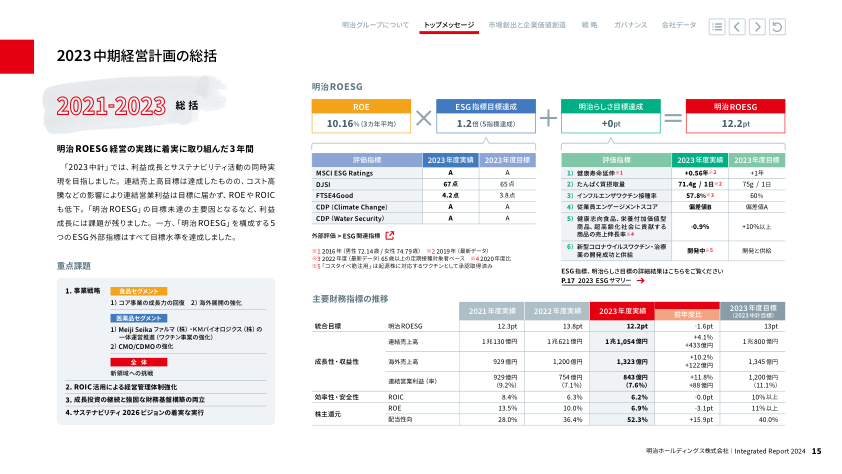 明治グループについて トップメッセージ 市場創出と企業価値創造 戦 略 ガバナンス 会社データ
2023中期経営計画の総括
2021-2023 総 括
明治ROESG経営の実践に着実に取り組んだ3年間
「2023中計」では、利益成長とサステナビリティ活動の同時実
現を目指しました。連結売上高目標は達成したものの、コスト高
騰などの影響により連結営業利益は目標に届かず、ROEやROIC
も低下。「明治ROESG」の目標未達の主要因となるなど、利益
成長には課題が残りました。一方、「明治ROESG」を構成する5
つのESG外部指標はすべて目標水準を達成しました。
重点課題
1. 事業戦略
食品セグメント
1）コア事業の成長力の回復 2）海外展開の強化
医薬品セグメント
1）Meiji Seika ファルマ（株）・KMバイオロジクス（株）の
一体運営推進（ワクチン事業の強化）
2）CMO/CDMOの強化
全 体
新領域への挑戦
2. ROIC活用による経営管理体制強化
3. 成長投資の継続と強固な財務基盤構築の両立
4. サステナビリティ2026ビジョンの着実な実行
明治ROESG
ROE
10.16%（3カ年平均）
×
ESG指標目標達成
1.2倍（5指標達成）
+
明治らしさ目標達成
+0pt
=
明治ROESG
12.2pt
評価指標 2023年度実績 2023年度目標
MSCI ESG Ratings A A
DJSI 67点 65点
FTSE4Good 4.2点 3.8点
CDP (Climate Change) A A
CDP (Water Security) A A
外部評価 > ESG関連指標
※1 2016年（男性 72.14歳 / 女性 74.79歳） ※2 2019年（最新データ）
※3 2022年度（最新データ）65歳以上の定期接種対象者ベース ※4 2020年度比
※5「コスタイベ筋注用」は起源株に対応するワクチンとして承認取得済み
評価指標 2023年度実績 2023年度目標
1）健康寿命延伸※1 +0.56年※2 +1年
2）たんぱく質摂取量 71.4g / 1日※2 75g / 1日
3）インフルエンザワクチン接種率 57.8%※3 60%
4）従業員エンゲージメントスコア 偏差値B 偏差値A
5）健康志向食品、栄養付加価値型
商品、超高齢化社会に貢献する
商品の売上伸長率※4 -0.9% +10%以上
6）新型コロナウイルスワクチン・治療
薬の開発成功と供給 開発中※5 開発と供給
ESG指標、明治らしさ目標の詳細結果はこちらをご覧ください
P.17 2023 ESGサマリー
主要財務指標の推移
2021年度実績 2022年度実績 2023年度実績 前年度比 2023年度目標
（2023中計目標）
統合目標 明治ROESG 12.3pt 13.8pt 12.2pt -1.6pt 13pt
成長性・収益性
連結売上高 1兆130億円 1兆621億円 1兆1,054億円 +4.1% +433億円 1兆800億円
海外売上高 929億円 1,200億円 1,323億円 +10.2% +122億円 1,345億円
連結営業利益（率） 929億円（9.2%） 754億円（7.1%） 843億円（7.6%） +11.8% +88億円 1,200億円（11.1%）
効率性・安全性 ROIC 8.4% 6.3% 6.2% -0.0pt 10%以上
株主還元
ROE 13.5% 10.0% 6.9% -3.1pt 11%以上
配当性向 28.0% 36.4% 52.3% +15.9pt 40.0%
明治ホールディングス株式会社 | Integrated Report 2024 15